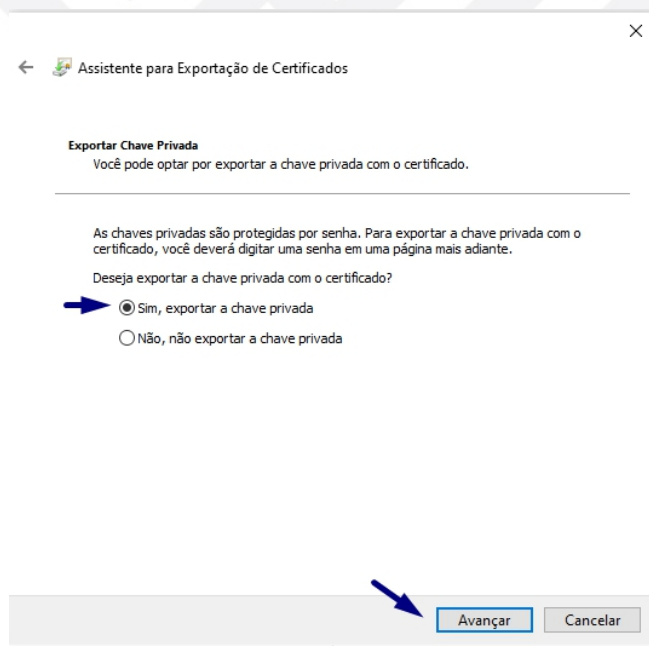 Assistente para Exportação de Certificados
Exportar Chave Privada
Você pode optar por exportar a chave privada com o certificado.
As chaves privadas são protegidas por senha. Para exportar a chave privada com o
certificado, você deverá digitar uma senha em uma página mais adiante.
Deseja exportar a chave privada com o certificado?
Sim, exportar a chave privada
Não, não exportar a chave privada
Avançar Cancelar